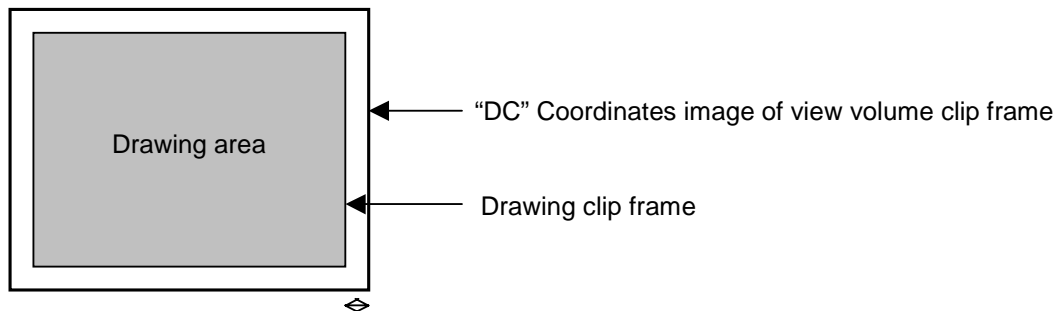 “DC” Coordinates image of view volume clip frame
Drawing area
Drawing clip frame